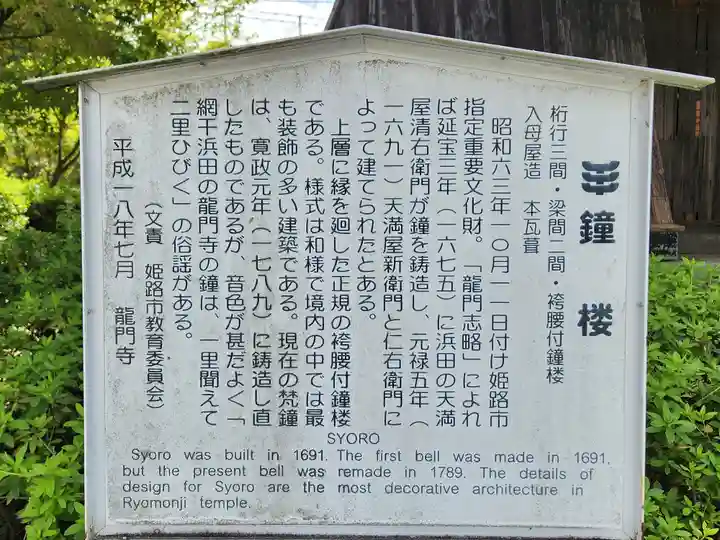 鐘楼
桁行三間・梁間二間・袴腰付鐘楼
入母屋造　本瓦葺
昭和六三年一〇月一一日付け姫路市
指定重要文化財。「龍門志略」によれ
ば延宝三年（一六七五）に浜田の天満
屋清右衛門が鐘を鋳造し、元禄五年（
一六九一）天満屋新衛門と仁右衛門に
よって建てられたとある。
上層に縁を廻した正規の袴腰付鐘楼
である。様式は和様で境内の中では最
も装飾の多い建築である。現在の梵鐘
は、寛政元年（一七八九）に鋳造し直
したものであるが、音色が甚だよく「
網干浜田の龍門寺の鐘は、一里聞えて
二里ひびく」の俗謡がある。
（文責　姫路市教育委員会）
平成一八年七月　龍門寺
SYORO
Syoro was built in 1691. The first bell was made in 1691,
but the present bell was remade in 1789. The details of
design for Syoro are the most decorative architecture in
Ryomonji temple.